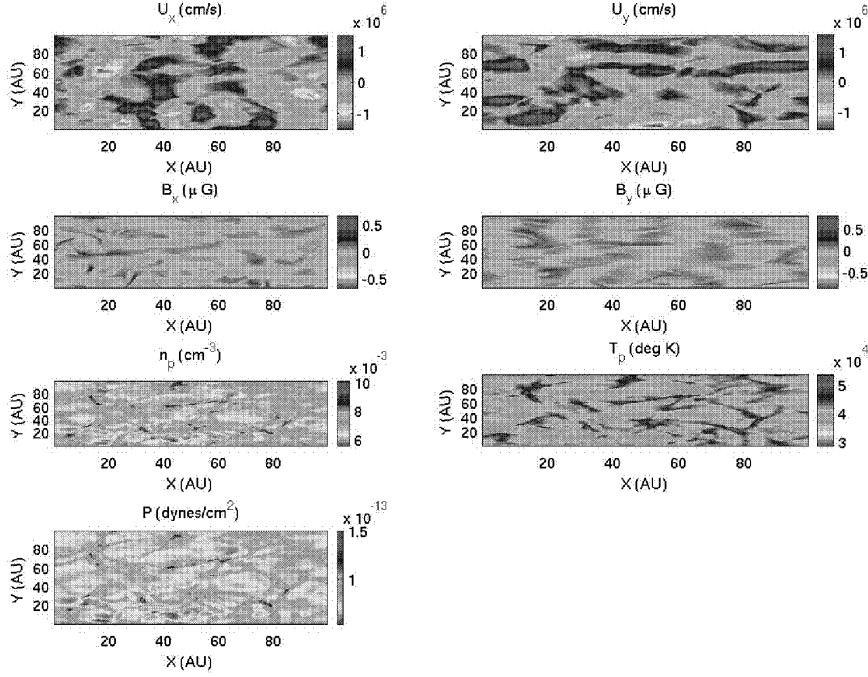 U_x (cm/s)
x 10^6
80
60
40
20
Y (AU)
1
0
-1
20 40 60 80
X (AU)
U_y (cm/s)
x 10^6
80
60
40
20
Y (AU)
1
0
-1
20 40 60 80
X (AU)
B_x (μ G)
80
60
40
20
Y (AU)
0.5
0
-0.5
20 40 60 80
X (AU)
B_y (μ G)
80
60
40
20
Y (AU)
0.5
0
-0.5
20 40 60 80
X (AU)
n_p (cm^-3)
x 10^-3
80
60
40
20
Y (AU)
10
8
6
20 40 60 80
X (AU)
T_p (deg K)
x 10^4
80
60
40
20
Y (AU)
5
4
3
20 40 60 80
X (AU)
P (dynes/cm^2)
x 10^-13
80
60
40
20
Y (AU)
1.5
1
20 40 60 80
X (AU)